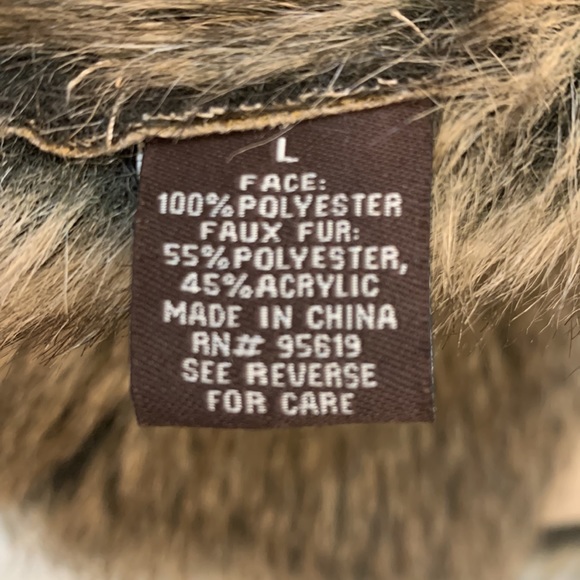 L
FACE:
100%POLYESTER
FAUX FUR:
55%POLYESTER,
45%ACRYLIC
MADE IN CHINA
RN# 95619
SEE REVERSE
FOR CARE